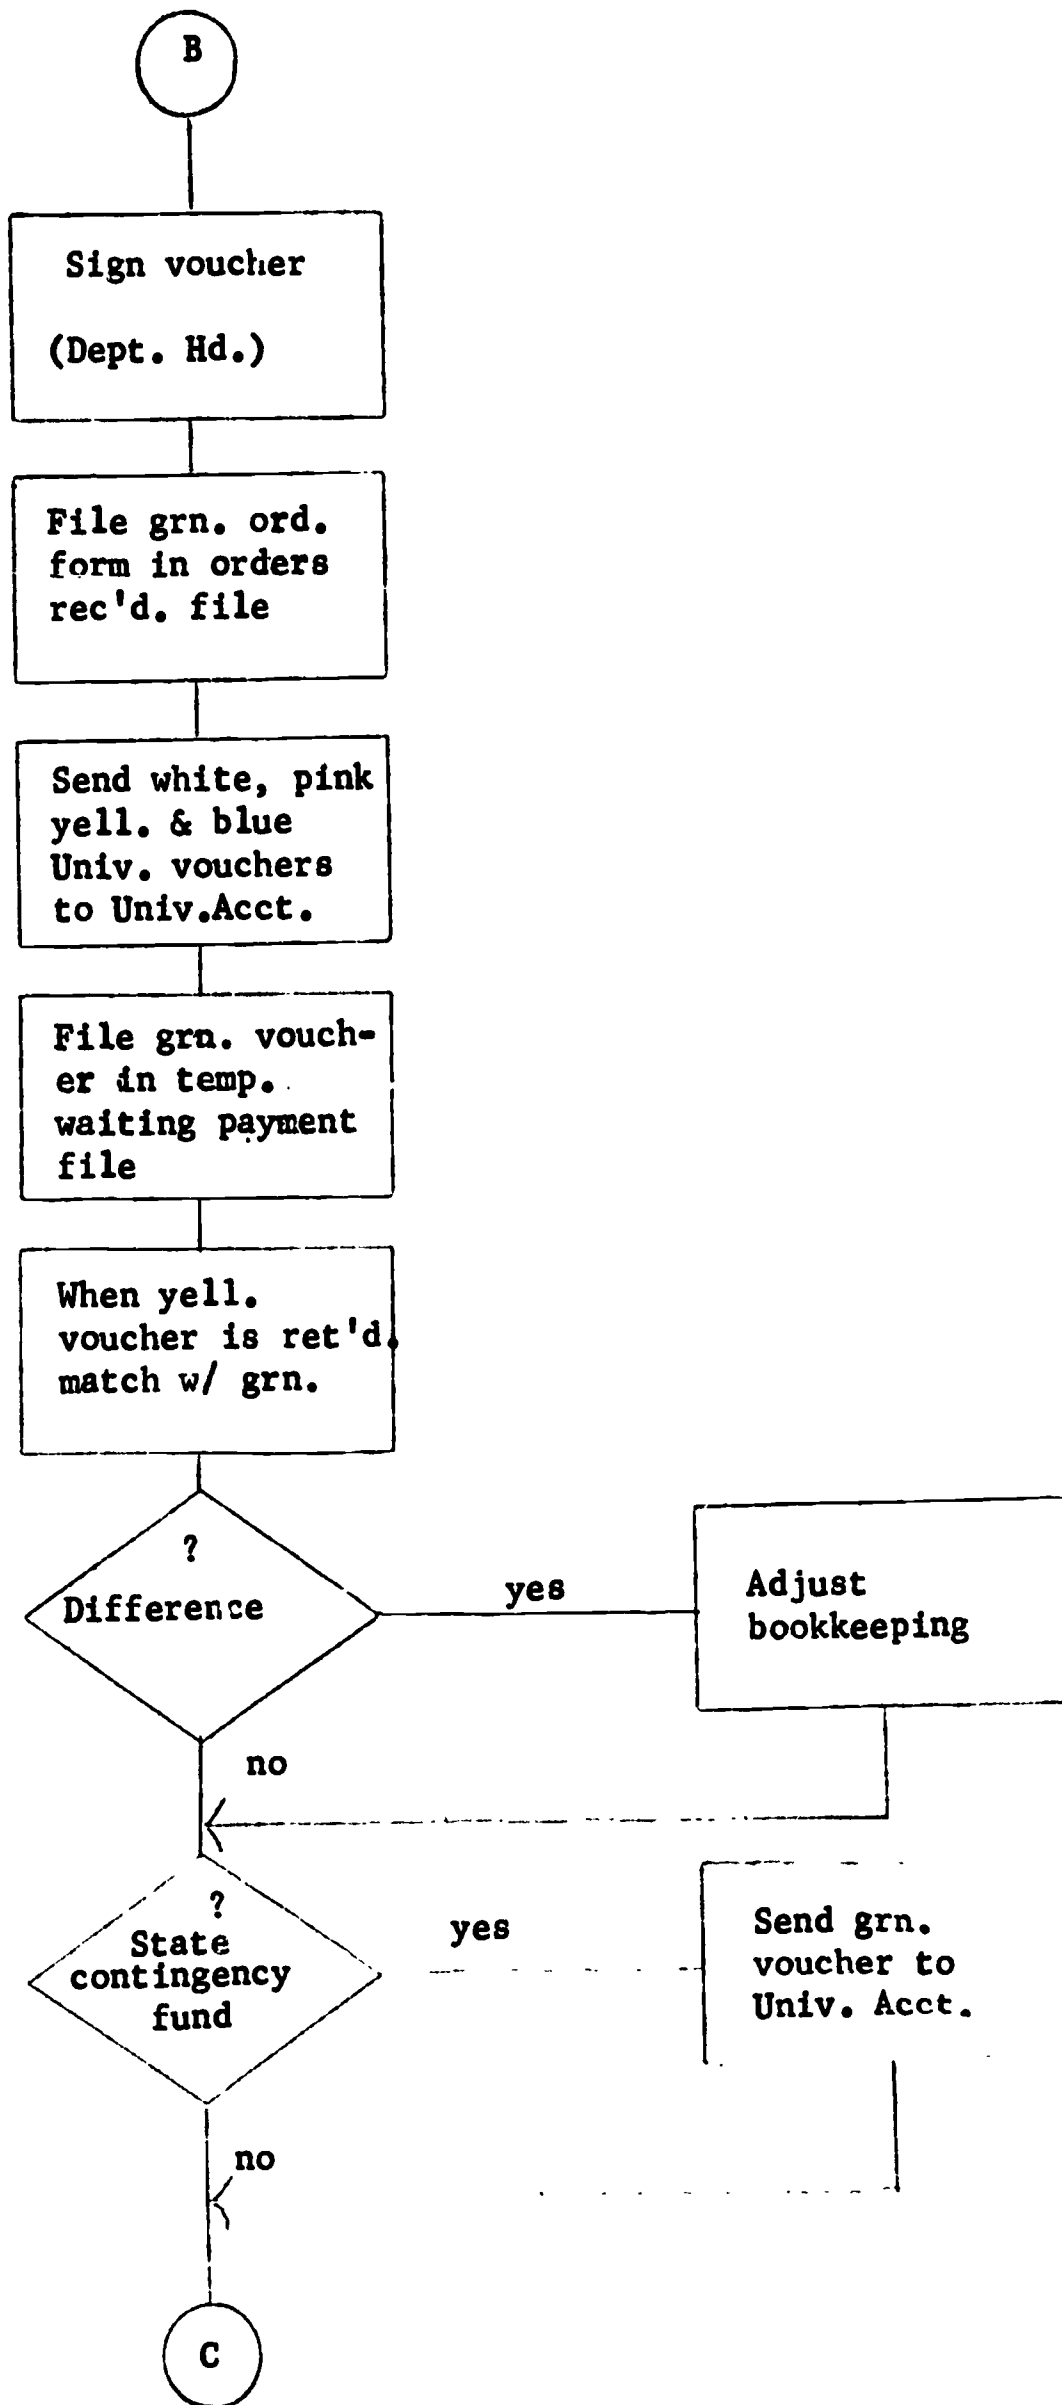 B
Sign voucher
(Dept. Hd.)
File grn. ord.
form in orders
rec'd. file
Send white, pink
yell. & blue
Univ. vouchers
to Univ.Acct.
File grn. vouch-
er in temp.
waiting payment
file
When yell.
voucher is ret'd.
match w/ grn.
?
Difference
yes
Adjust
bookkeeping
no
?
State
contingency
fund
yes
Send grn.
voucher to
Univ. Acct.
no
C